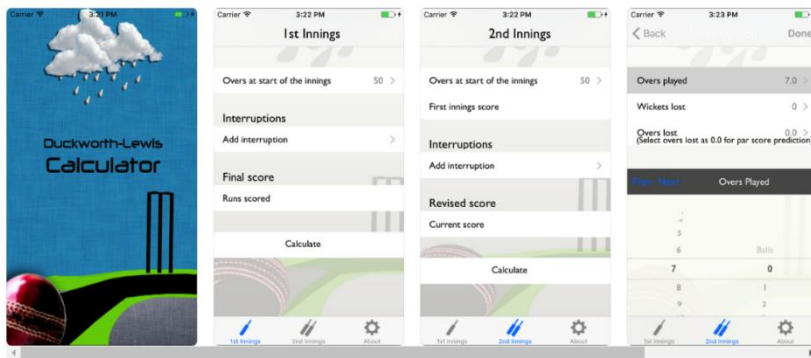 Carrier 3:21 PM
Duckworth-Lewis
Calculator
Carrier 3:22 PM
1st Innings
Overs at start of the innings 50 >
Interruptions
Add interruption >
Final score
Runs scored
Calculate
1st Innings 2nd Innings About
Carrier 3:22 PM
2nd Innings
Overs at start of the innings 50 >
First innings score
Interruptions
Add interruption >
Revised score
Current score
Calculate
1st Innings 2nd Innings About
Carrier 3:23 PM
< Back Done
Overs played 7.0 >
Wickets lost 0 >
Overs lost 0.0 >
(Select overs lost as 0.0 for par score prediction)
Prev Next Overs Played
5
6 Balls
7 0
8 1
9 2
1st Innings 2nd Innings About